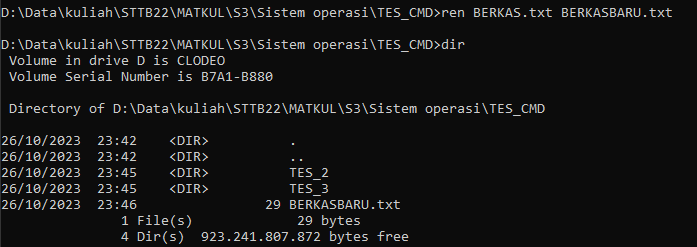 D:\Data\kuliah\STTB22\MATKUL\S3\Sistem operasi\TES_CMD>ren BERKAS.txt BERKASBARU.txt
D:\Data\kuliah\STTB22\MATKUL\S3\Sistem operasi\TES_CMD>dir
Volume in drive D is CLODEO
Volume Serial Number is B7A1-B880
Directory of D:\Data\kuliah\STTB22\MATKUL\S3\Sistem operasi\TES_CMD
26/10/2023  23:42    <DIR>          .
26/10/2023  23:42    <DIR>          ..
26/10/2023  23:45    <DIR>          TES_2
26/10/2023  23:45    <DIR>          TES_3
26/10/2023  23:46                29 BERKASBARU.txt
1 File(s)             29 bytes
4 Dir(s)  923.241.807.872 bytes free